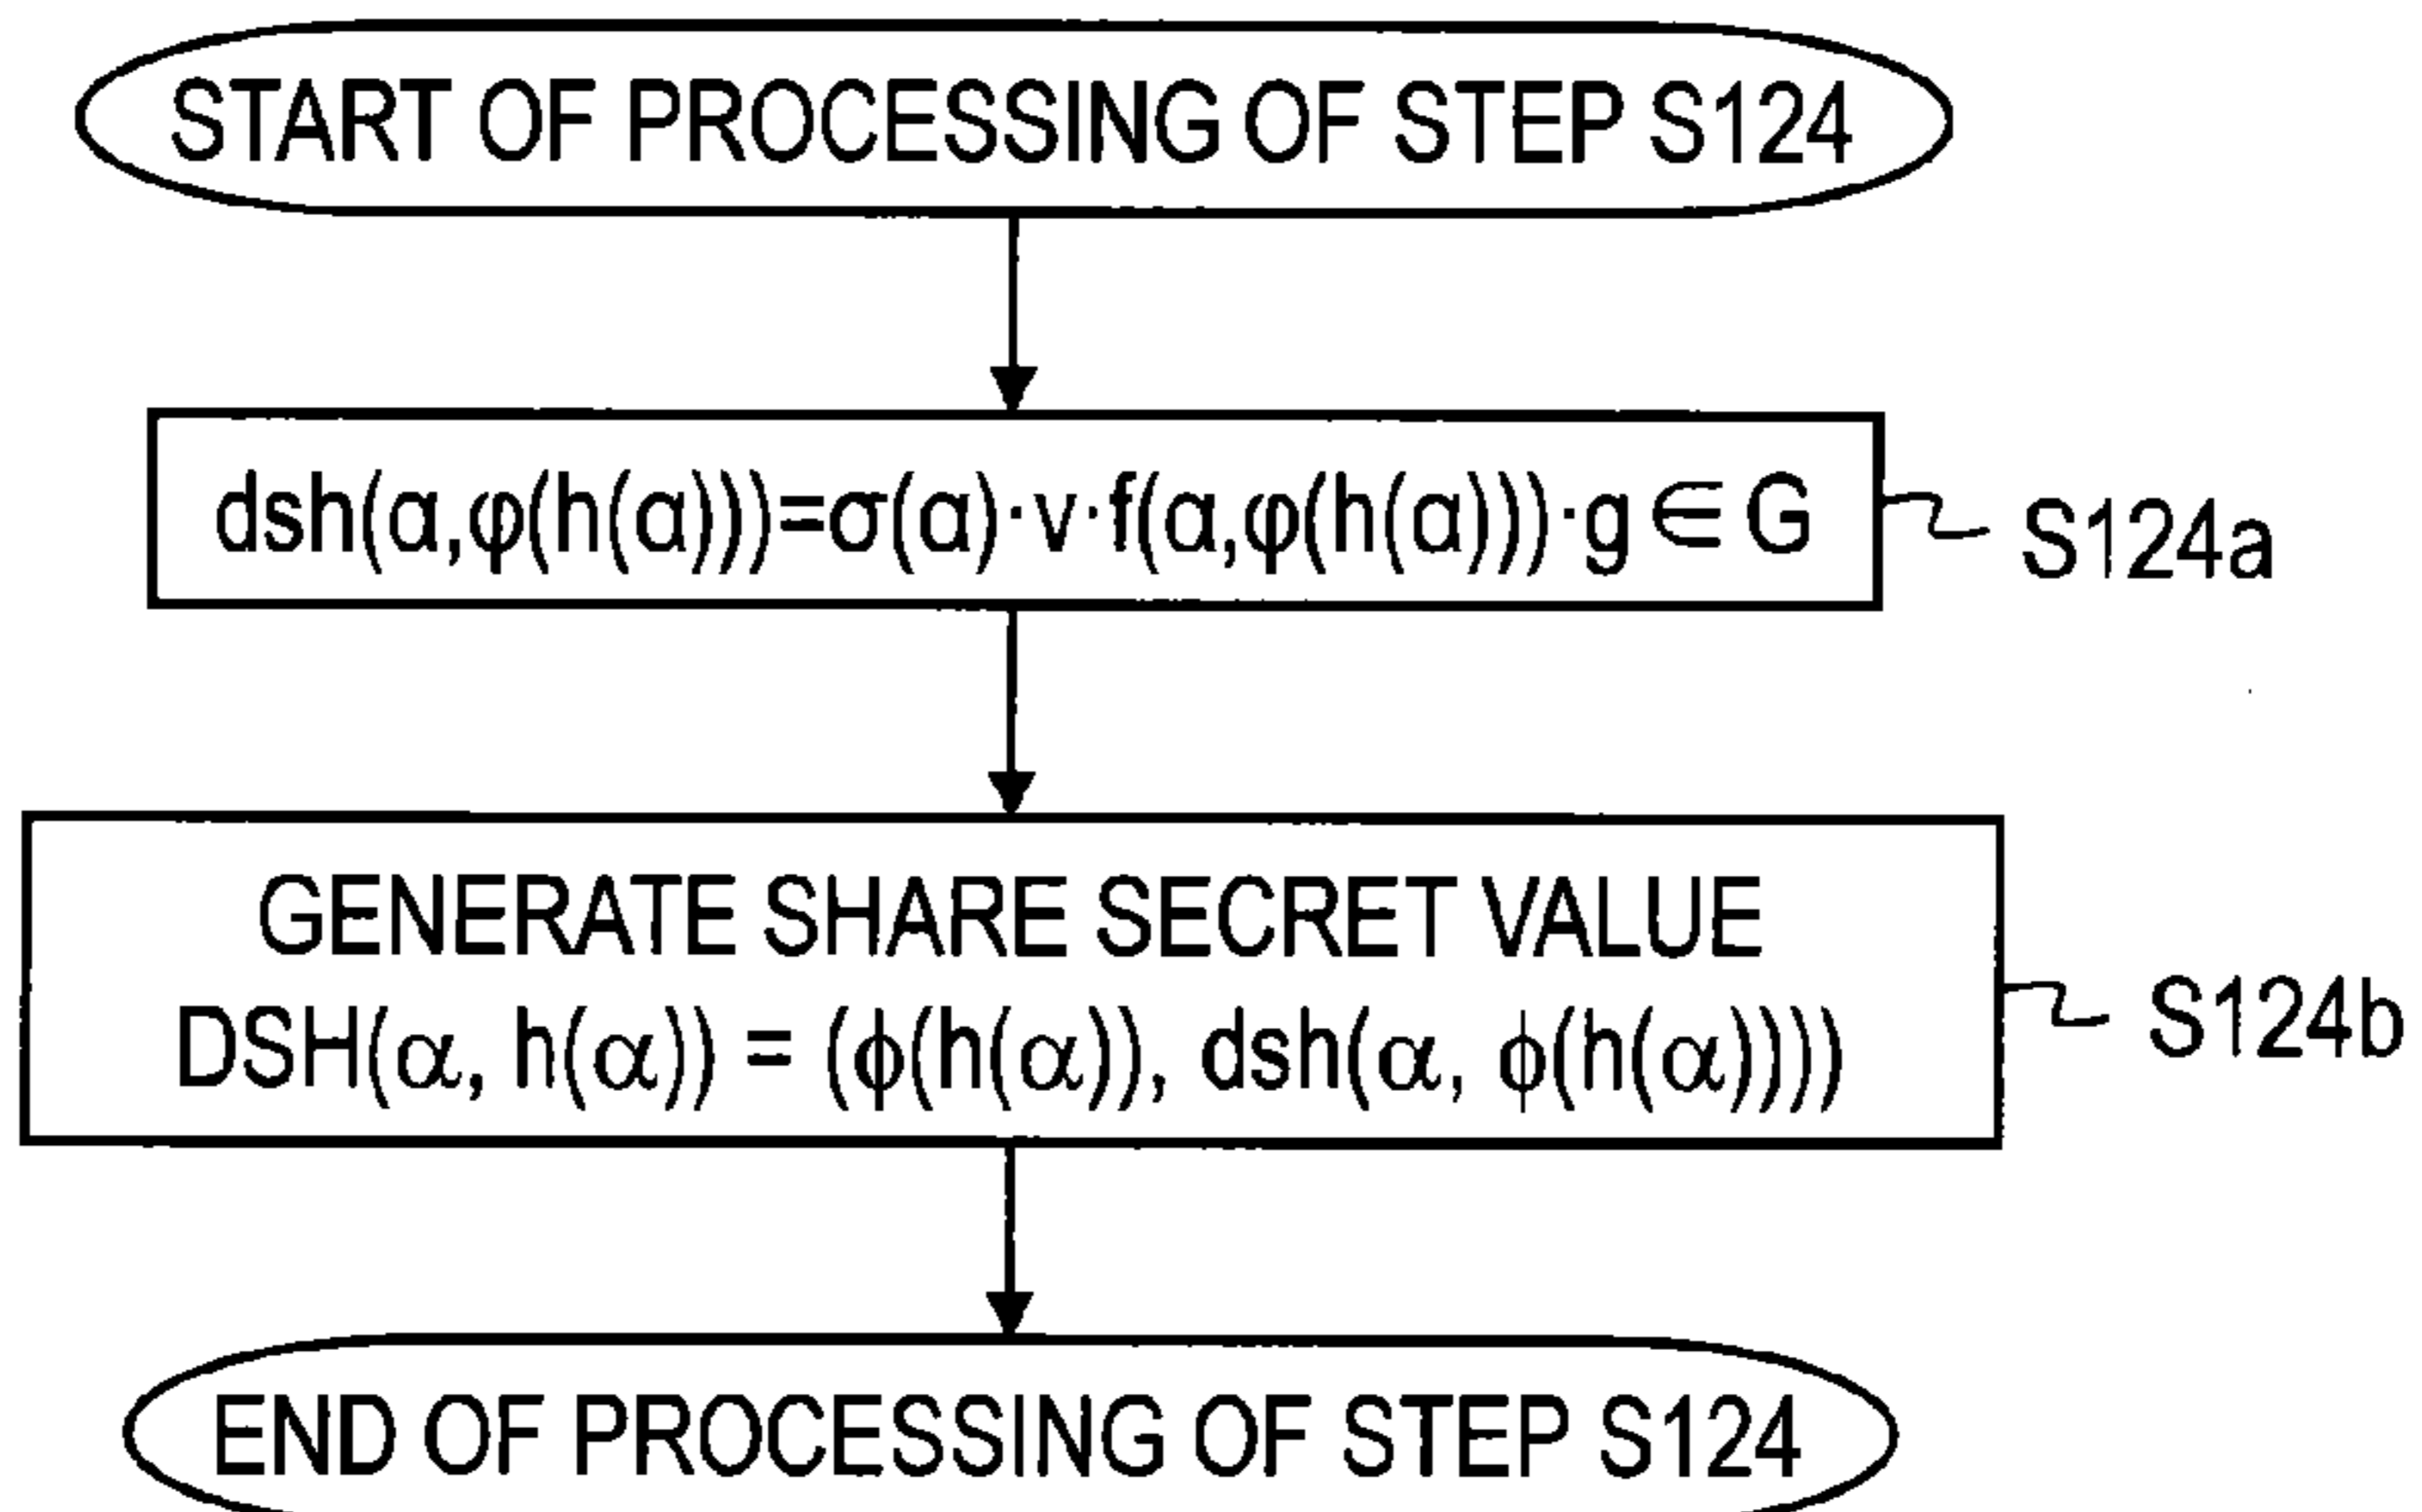 START OF PROCESSING OF STEP S124
dsh(α,φ(h(α)))=σ(α)·ν·f(α,φ(h(α)))·g ∈ G
S124a
GENERATE SHARE SECRET VALUE
DSH(α, h(α)) = (ϕ(h(α)), dsh(α, ϕ(h(α))))
S124b
END OF PROCESSING OF STEP S124